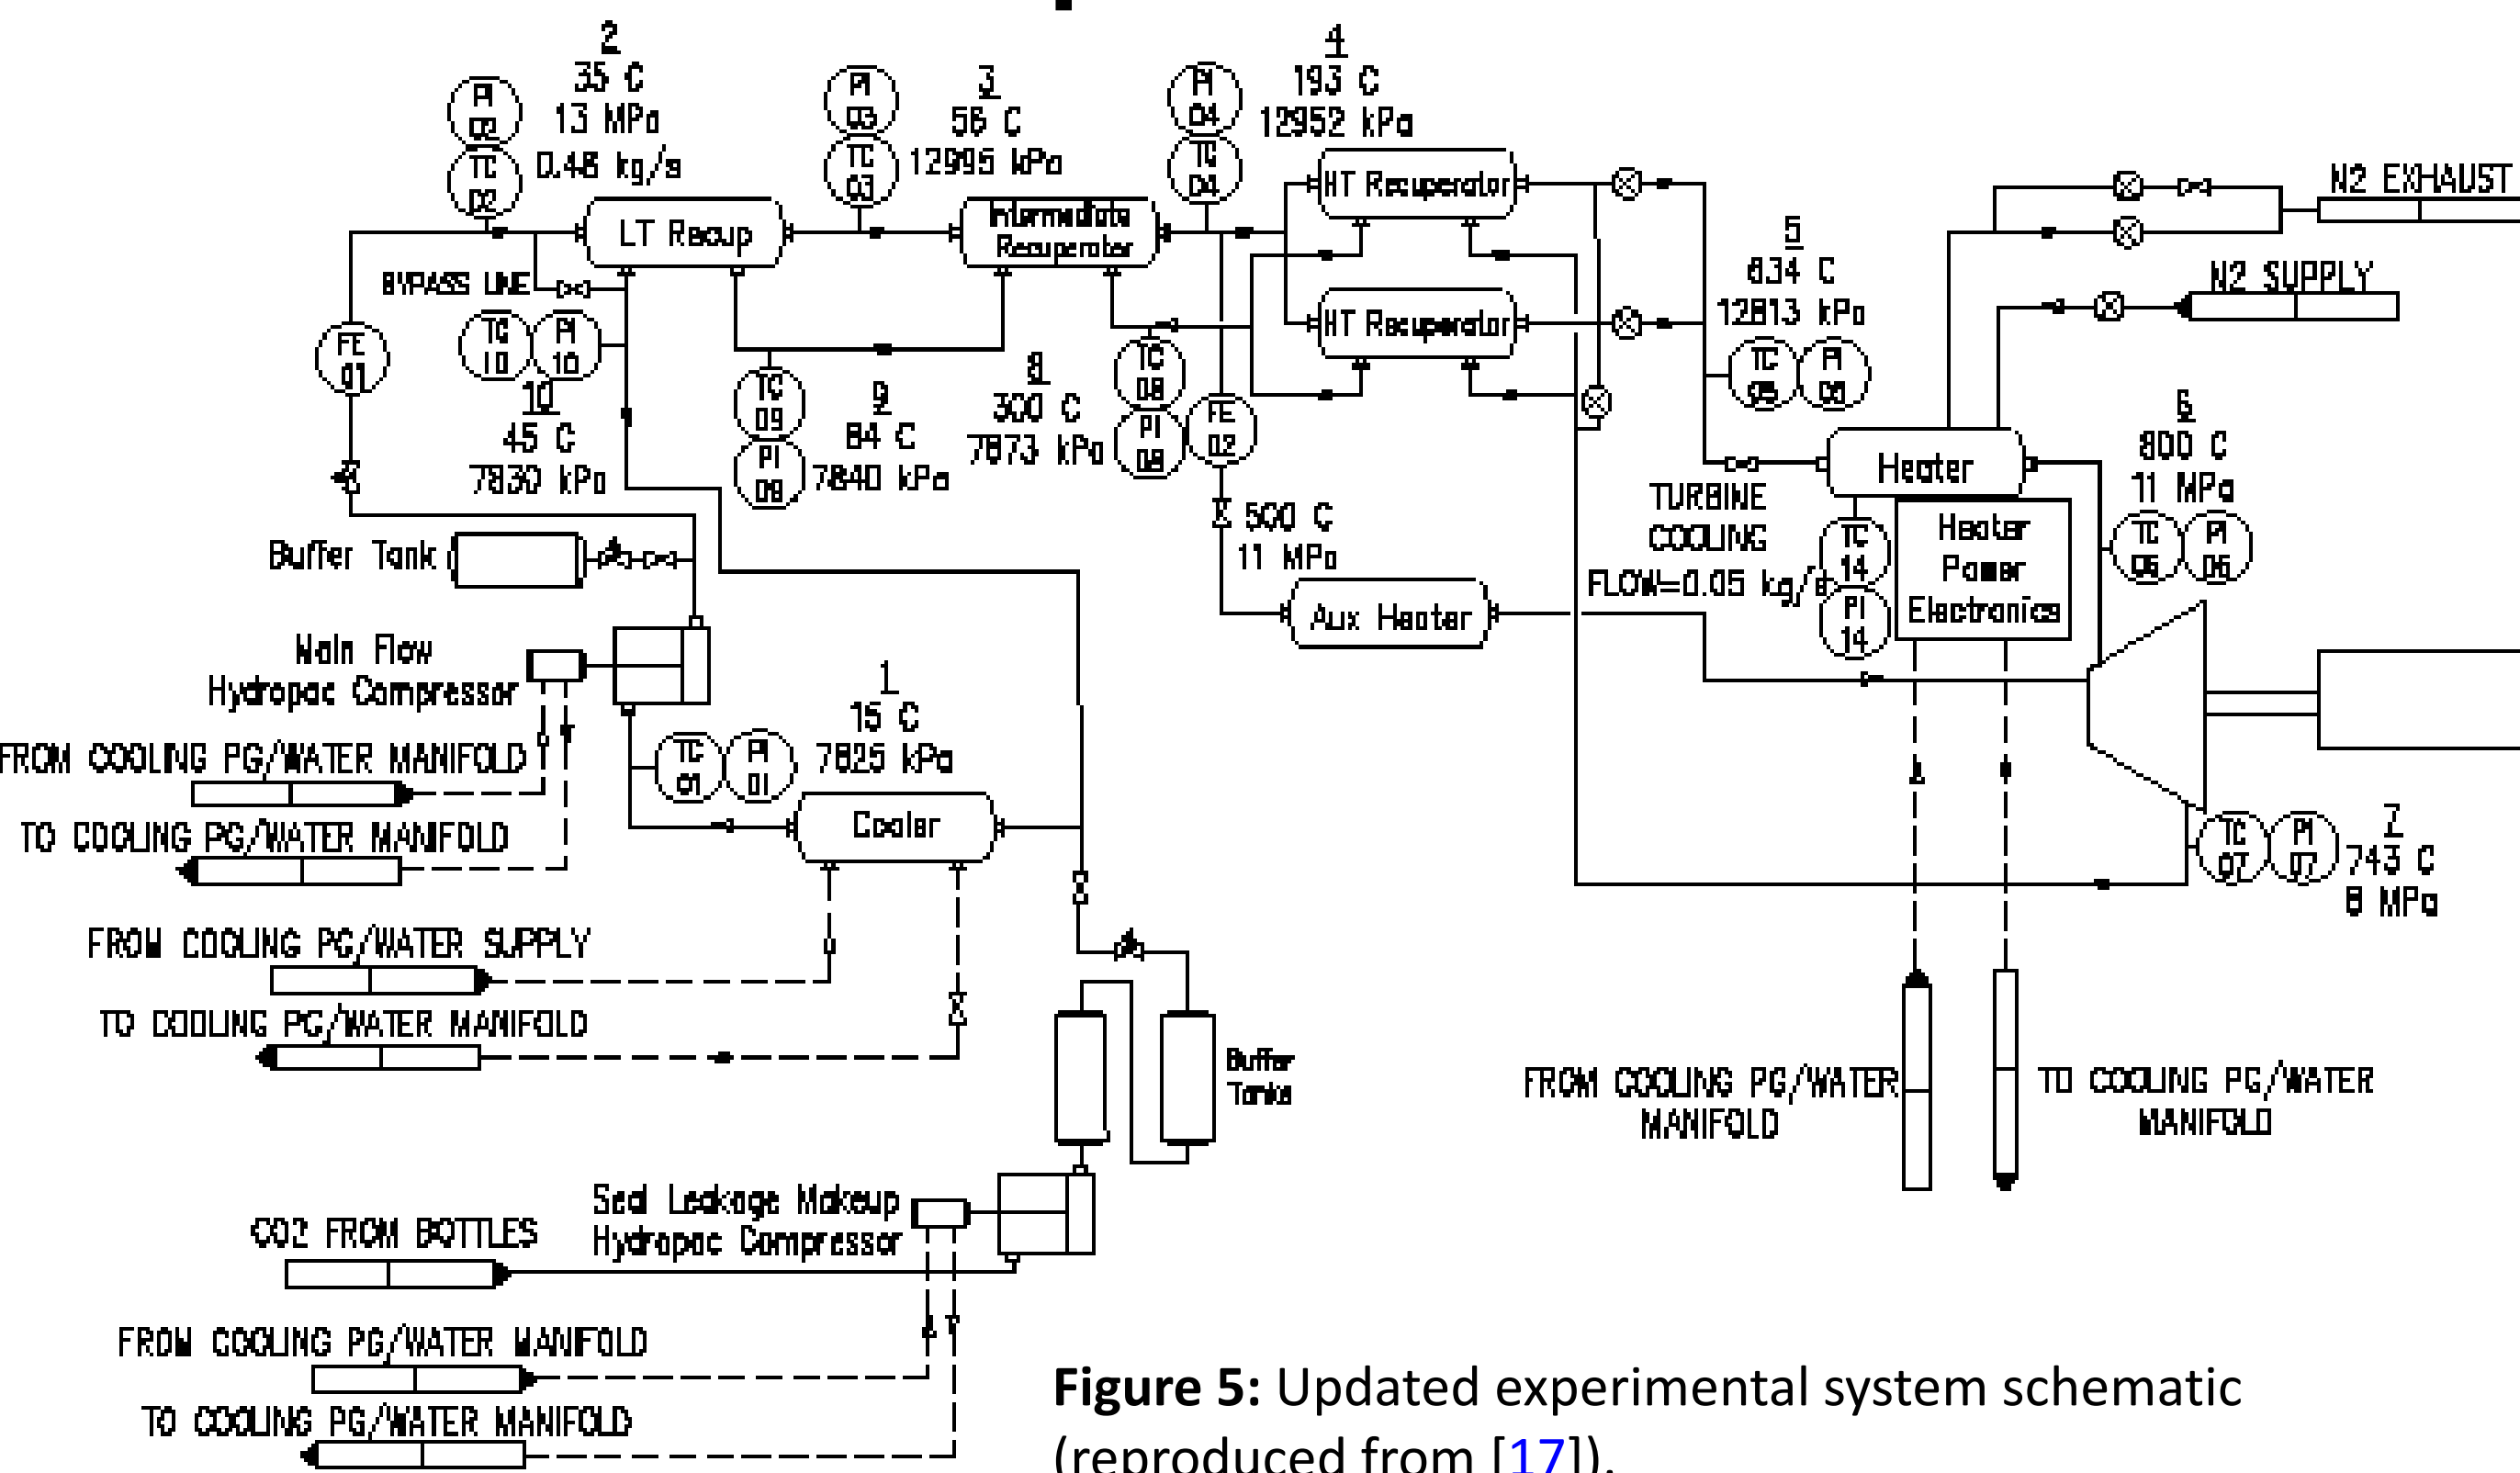 2
35 C
13 MPa
0.48 kg/s
PI
TC
02
PI
03
TC
03
3
56 C
12995 kPa
PI
04
TC
04
4
193 C
12952 kPa
LT Recup
Intermediate
Recuperator
HT Recuperator
HT Recuperator
BYPASS LINE
FE
01
TC
10
PI
10
10
45 C
7830 kPa
TC
09
PI
09
9
64 C
7840 kPa
8
300 C
7873 kPa
TC
08
PI
08
FE
02
5
634 C
12813 kPa
TC
05
PI
05
N2 EXHAUST
N2 SUPPLY
6
800 C
11 MPa
TC
06
PI
06
Heater
Heater
Power
Electronics
TC
14
PI
14
TURBINE
COOLING
FLOW=0.05 kg/s
500 C
11 MPa
Aux Heater
Buffer Tank
Main Flow
Hydropac Compressor
FROM COOLING PG/WATER MANIFOLD
TO COOLING PG/WATER MANIFOLD
TC
01
PI
01
1
15 C
7825 kPa
Cooler
TC
07
PI
07
7
743 C
8 MPa
FROM COOLING PG/WATER SUPPLY
TO COOLING PG/WATER MANIFOLD
Buffer
Tanks
FROM COOLING PG/WATER
MANIFOLD
TO COOLING PG/WATER
MANIFOLD
Seal Leakage Makeup
Hydropac Compressor
CO2 FROM BOTTLES
FROM COOLING PG/WATER MANIFOLD
TO COOLING PG/WATER MANIFOLD
Figure 5: Updated experimental system schematic
(reproduced from [17]).